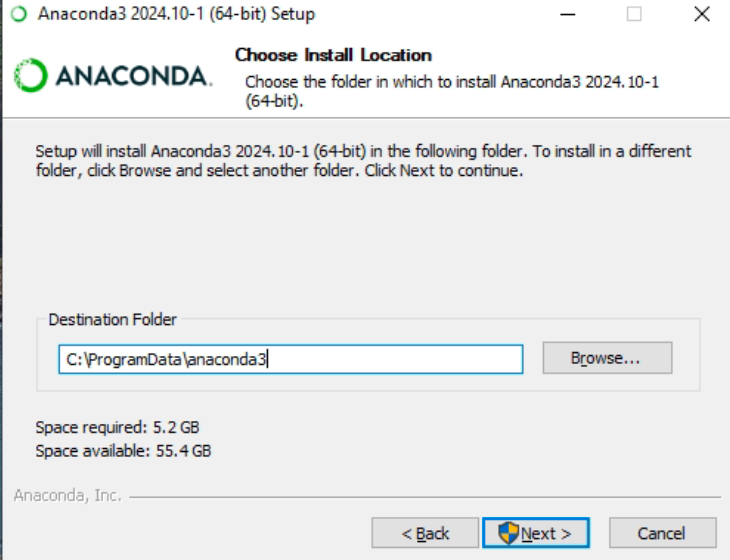 Anaconda3 2024.10-1 (64-bit) Setup
ANACONDA.
Choose Install Location
Choose the folder in which to install Anaconda3 2024.10-1
(64-bit).
Setup will install Anaconda3 2024.10-1 (64-bit) in the following folder. To install in a different
folder, click Browse and select another folder. Click Next to continue.
Destination Folder
C:\ProgramData\anaconda3
Browse...
Space required: 5.2 GB
Space available: 55.4 GB
Anaconda, Inc.
< Back
Next >
Cancel